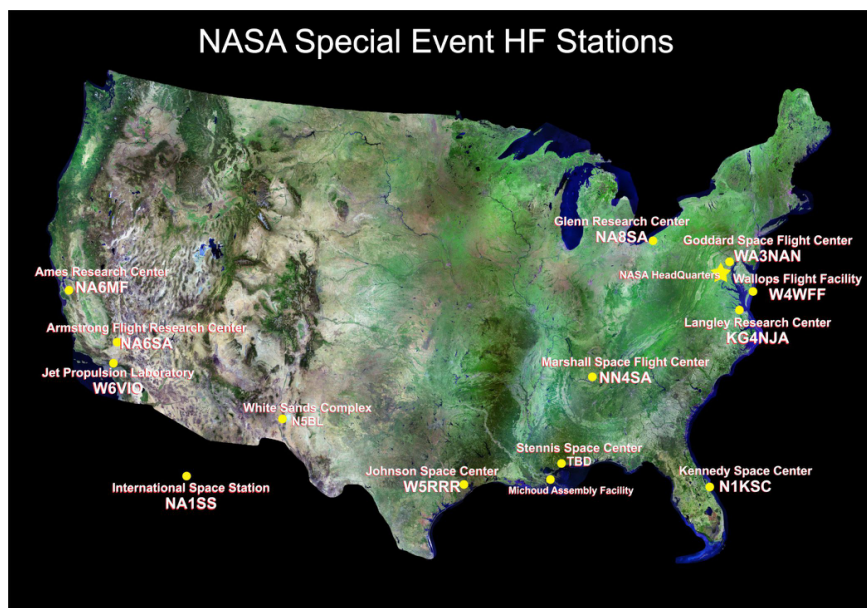 NASA Special Event HF Stations
Glenn Research Center
NA8SA
Goddard Space Flight Center
WA3NAN
NASA HeadQuarters
Wallops Flight Facility
W4WFF
Ames Research Center
NA6MF
Langley Research Center
KG4NJA
Armstrong Flight Research Center
NA6SA
Marshall Space Flight Center
NN4SA
Jet Propulsion Laboratory
W6VIO
White Sands Complex
N5BL
Stennis Space Center
TBD
Johnson Space Center
W5RRR
Michoud Assembly Facility
Kennedy Space Center
N1KSC
International Space Station
NA1SS